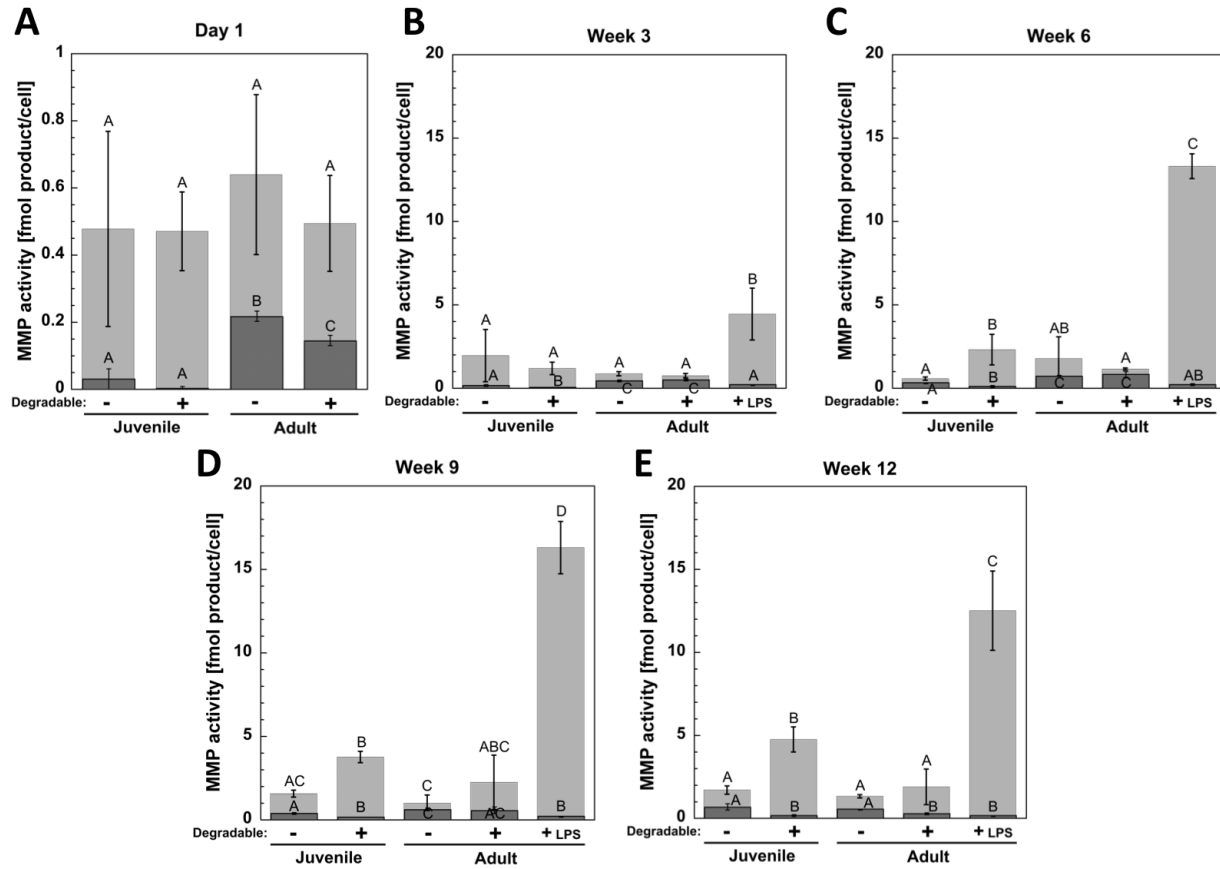 A
Day 1
MMP activity [fmol product/cell]
1
0.8
0.6
0.4
0.2
0
A
A
A
A
A
A
B
C
Degradable:
-
+
-
+
Juvenile
Adult
B
Week 3
MMP activity [fmol product/cell]
20
15
10
5
0
A
A
A
A
B
A
B
C
C
A
Degradable:
-
+
-
+
+ LPS
Juvenile
Adult
C
Week 6
MMP activity [fmol product/cell]
20
15
10
5
0
A
B
AB
A
C
A
B
C
C
AB
Degradable:
-
+
-
+
+ LPS
Juvenile
Adult
D
Week 9
MMP activity [fmol product/cell]
20
15
10
5
0
AC
B
C
ABC
D
A
B
C
AC
B
Degradable:
-
+
-
+
+ LPS
Juvenile
Adult
E
Week 12
MMP activity [fmol product/cell]
20
15
10
5
0
A
B
A
A
C
A
B
A
B
B
Degradable:
-
+
-
+
+ LPS
Juvenile
Adult